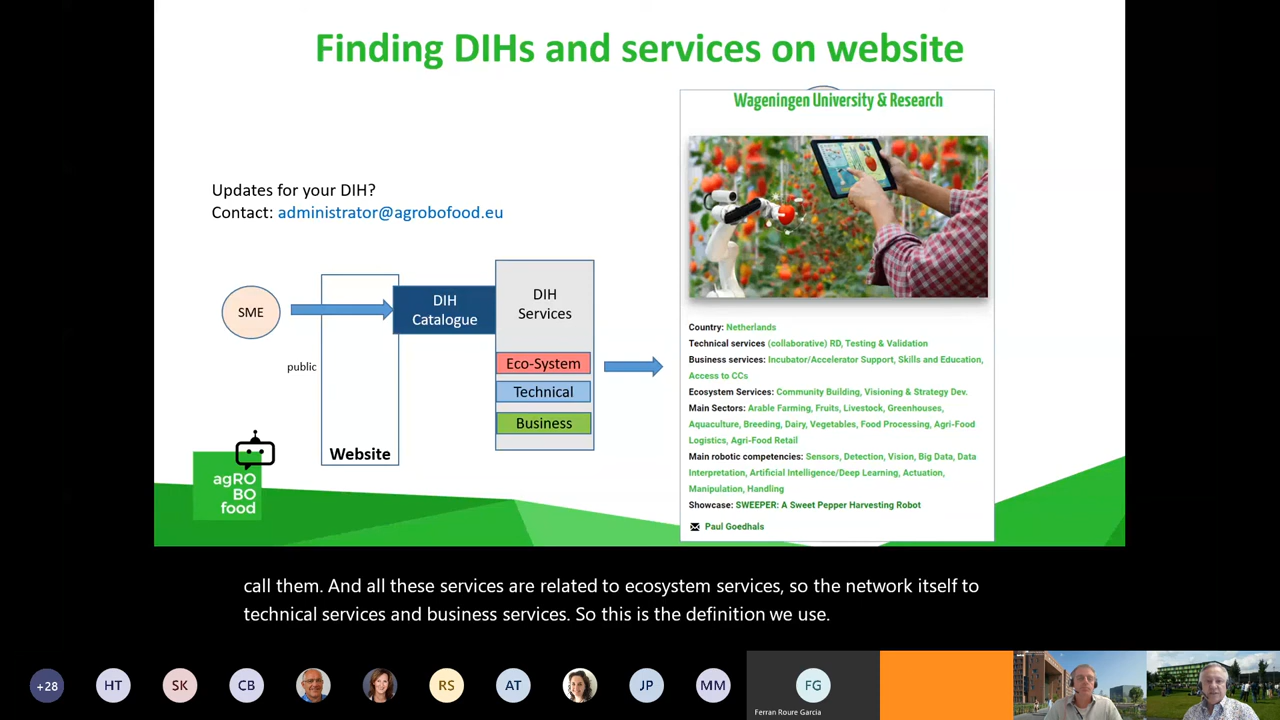 Finding DIHs and services on website
Updates for your DIH?
Contact: administrator@agrobofood.eu
SME
public
Website
DIH
Catalogue
DIH
Services
Eco-System
Technical
Business
agRO
BO
food
Wageningen University & Research
Country: Netherlands
Technical services (collaborative) RD, Testing & Validation
Business services: Incubator/Accelerator Support, Skills and Education,
Access to CCs
Ecosystem Services: Community Building, Visioning & Strategy Dev.
Main Sectors: Arable Farming, Fruits, Livestock, Greenhouses,
Aquaculture, Breeding, Dairy, Vegetables, Food Processing, Agri-Food
Logistics, Agri-Food Retail
Main robotic competencies: Sensors, Detection, Vision, Big Data, Data
Interpretation, Artificial Intelligence/Deep Learning, Actuation,
Manipulation, Handling
Showcase: SWEEPER: A Sweet Pepper Harvesting Robot
Paul Goedhals
call them. And all these services are related to ecosystem services, so the network itself to
technical services and business services. So this is the definition we use.
+28
HT
SK
CB
RS
AT
JP
MM
FG
Ferran Roure Garcia